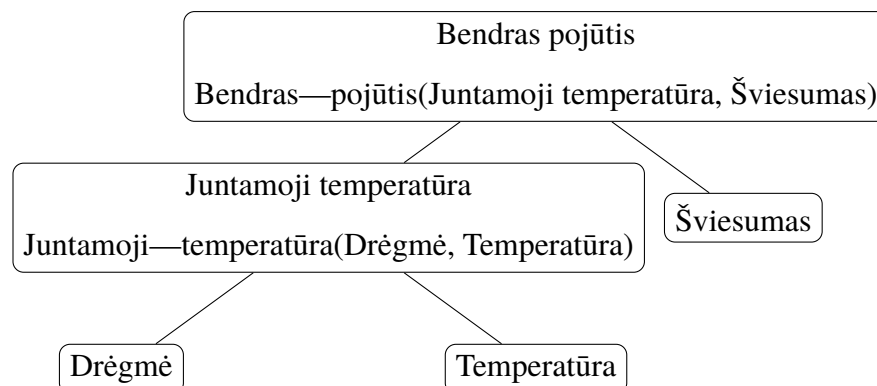 Bendras pojūtis
Bendras—pojūtis(Juntamoji temperatūra, Šviesumas)
Juntamoji temperatūra
Juntamoji—temperatūra(Drėgmė, Temperatūra)
Šviesumas
Drėgmė
Temperatūra